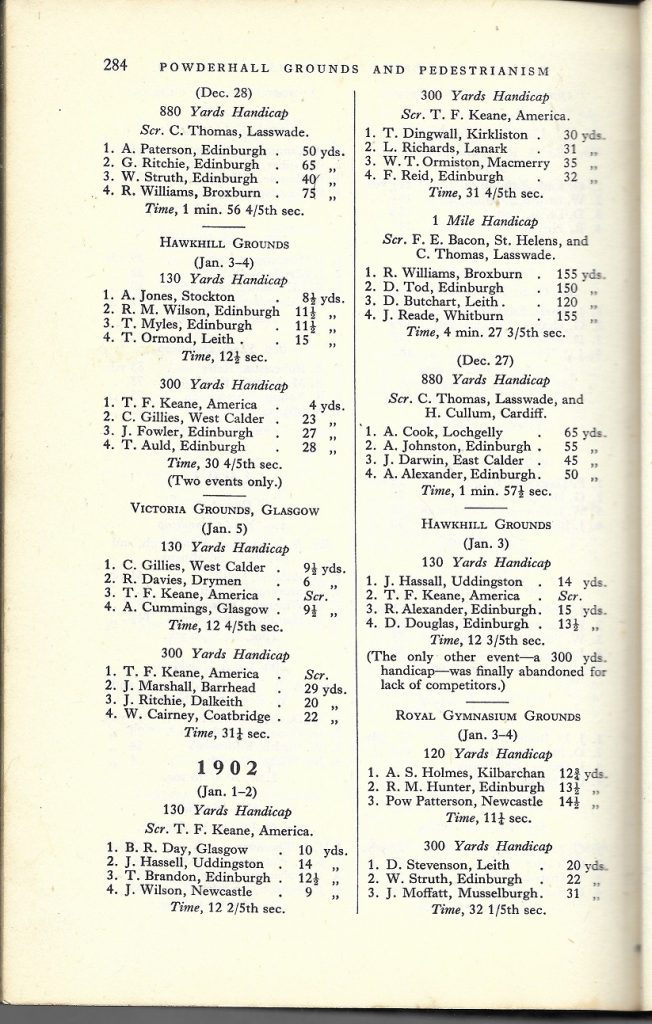 284 POWDERHALL GROUNDS AND PEDESTRIANISM
(Dec. 28)
880 Yards Handicap
Scr. C. Thomas, Lasswade.
1. A. Paterson, Edinburgh . 50 yds.
2. G. Ritchie, Edinburgh . 65 „
3. W. Struth, Edinburgh . 40 „
4. R. Williams, Broxburn . 75 „
Time, 1 min. 56 4/5th sec.
HAWKHILL GROUNDS
(Jan. 3–4)
130 Yards Handicap
1. A. Jones, Stockton . 8½ yds.
2. R. M. Wilson, Edinburgh 11½ „
3. T. Myles, Edinburgh . 11½ „
4. T. Ormond, Leith . . 15 „
Time, 12½ sec.
300 Yards Handicap
1. T. F. Keane, America . 4 yds.
2. C. Gillies, West Calder . 23 „
3. J. Fowler, Edinburgh . 27 „
4. T. Auld, Edinburgh . 28 „
Time, 30 4/5th sec.
(Two events only.)
VICTORIA GROUNDS, GLASGOW
(Jan. 5)
130 Yards Handicap
1. C. Gillies, West Calder . 9½ yds.
2. R. Davies, Drymen . 6 „
3. T. F. Keane, America . Scr.
4. A. Cummings, Glasgow . 9½ „
Time, 12 4/5th sec.
300 Yards Handicap
1. T. F. Keane, America . Scr.
2. J. Marshall, Barrhead . 29 yds.
3. J. Ritchie, Dalkeith . 20 „
4. W. Cairney, Coatbridge . 22 „
Time, 31¼ sec.
1902
(Jan. 1–2)
130 Yards Handicap
Scr. T. F. Keane, America.
1. B. R. Day, Glasgow . 10 yds.
2. J. Hassell, Uddingston . 14 „
3. T. Brandon, Edinburgh . 12½ „
4. J. Wilson, Newcastle . 9 „
Time, 12 2/5th sec.
300 Yards Handicap
Scr. T. F. Keane, America.
1. T. Dingwall, Kirkliston . 30 yds.
2. L. Richards, Lanark . 31 „
3. W. T. Ormiston, Macmerry 35 „
4. F. Reid, Edinburgh . 32 „
Time, 31 4/5th sec.
1 Mile Handicap
Scr. F. E. Bacon, St. Helens, and
C. Thomas, Lasswade.
1. R. Williams, Broxburn . 155 yds.
2. D. Tod, Edinburgh . 150 „
3. D. Butchart, Leith . . 120 „
4. J. Reade, Whitburn . 155 „
Time, 4 min. 27 3/5th sec.
(Dec. 27)
880 Yards Handicap
Scr. C. Thomas, Lasswade, and
H. Cullum, Cardiff.
1. A. Cook, Lochgelly . 65 yds.
2. A. Johnston, Edinburgh . 55 „
3. J. Darwin, East Calder . 45 „
4. A. Alexander, Edinburgh. 50 „
Time, 1 min. 57½ sec.
HAWKHILL GROUNDS
(Jan. 3)
130 Yards Handicap
1. J. Hassall, Uddingston . 14 yds.
2. T. F. Keane, America . Scr.
3. R. Alexander, Edinburgh. 15 yds.
4. D. Douglas, Edinburgh . 13½ „
Time, 12 3/5th sec.
(The only other event—a 300 yds.
handicap—was finally abandoned for
lack of competitors.)
ROYAL GYMNASIUM GROUNDS
(Jan. 3–4)
120 Yards Handicap
1. A. S. Holmes, Kilbarchan 12¾ yds.
2. R. M. Hunter, Edinburgh 13½ „
3. Pow Patterson, Newcastle 14½ „
Time, 11¼ sec.
300 Yards Handicap
1. D. Stevenson, Leith . 20 yds.
2. W. Struth, Edinburgh . 22 „
3. J. Moffatt, Musselburgh. 31 „
Time, 32 1/5th sec.